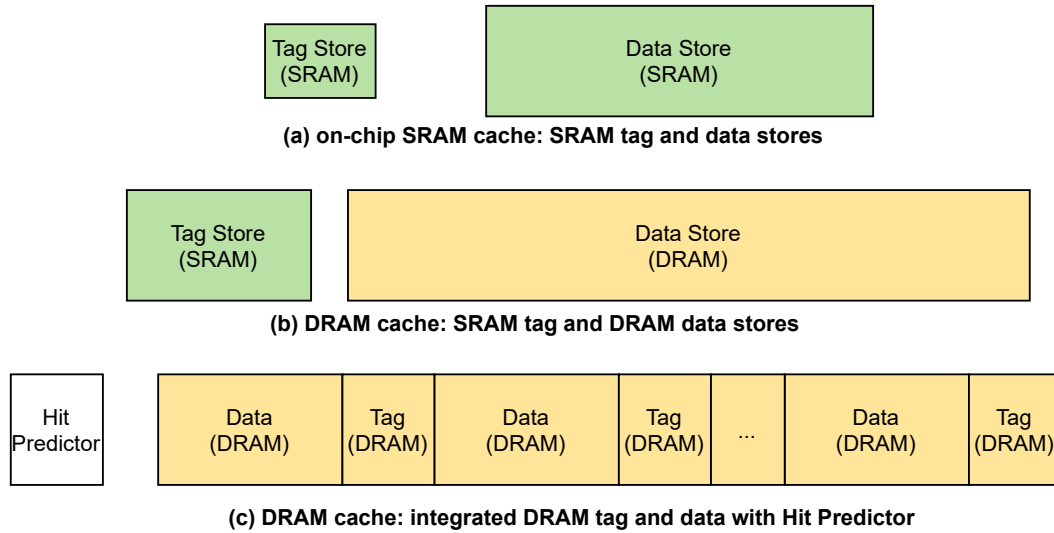 Tag Store
(SRAM)
Data Store
(SRAM)
(a) on-chip SRAM cache: SRAM tag and data stores
Tag Store
(SRAM)
Data Store
(DRAM)
(b) DRAM cache: SRAM tag and DRAM data stores
Hit
Predictor
Data
(DRAM)
Tag
(DRAM)
Data
(DRAM)
Tag
(DRAM)
...
Data
(DRAM)
Tag
(DRAM)
(c) DRAM cache: integrated DRAM tag and data with Hit Predictor